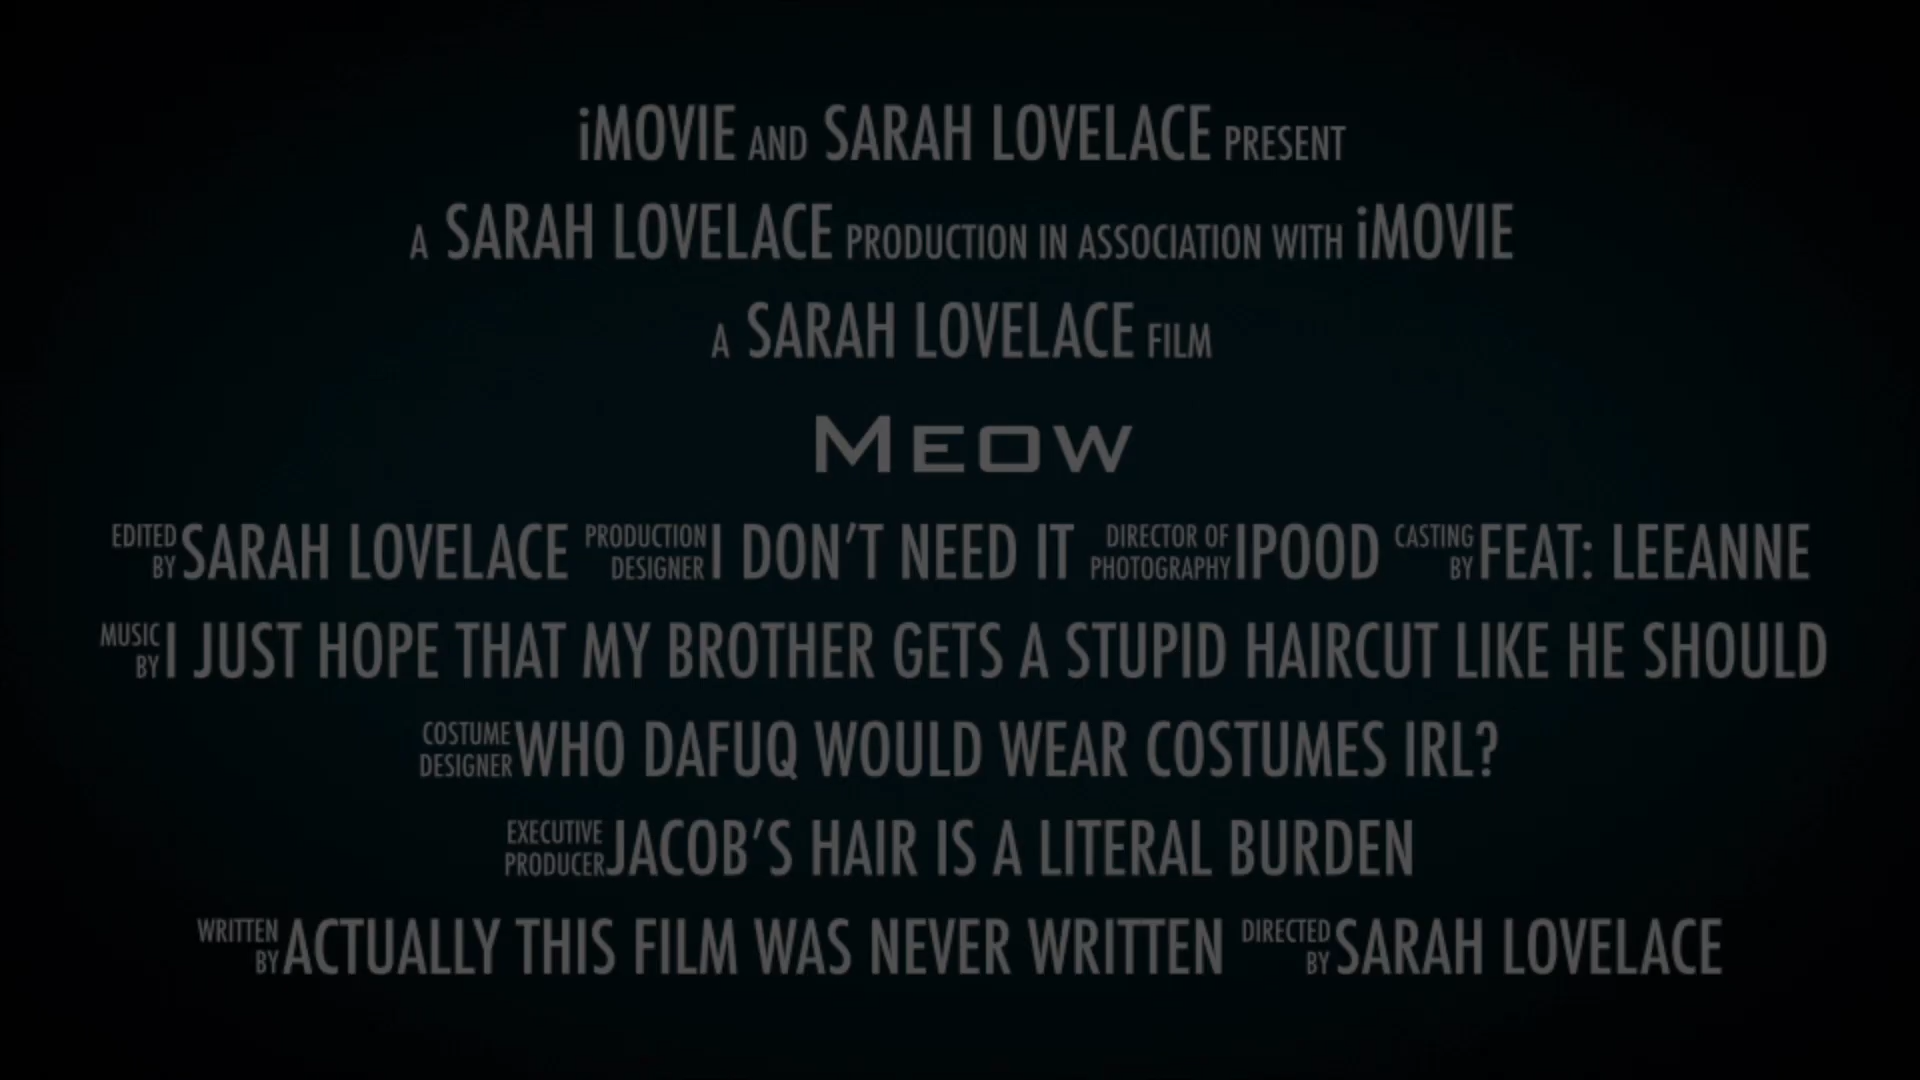 iMOVIE AND SARAH LOVELACE PRESENT
A SARAH LOVELACE PRODUCTION IN ASSOCIATION WITH iMOVIE
A SARAH LOVELACE FILM
MEOW
EDITED BY SARAH LOVELACE PRODUCTION DESIGNER I DON'T NEED IT DIRECTOR OF PHOTOGRAPHY IPOOD CASTING BY FEAT: LEEANNE
MUSIC BY I JUST HOPE THAT MY BROTHER GETS A STUPID HAIRCUT LIKE HE SHOULD
COSTUME DESIGNER WHO DAFUQ WOULD WEAR COSTUMES IRL?
EXECUTIVE PRODUCER JACOB'S HAIR IS A LITERAL BURDEN
WRITTEN BY ACTUALLY THIS FILM WAS NEVER WRITTEN DIRECTED BY SARAH LOVELACE